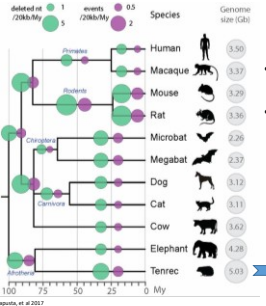 deleted nt /20kb/My
1
5
events /20kb/My
0.5
2
Species
Genome size (Gb)
Primates
Human 3.50
Macaque 3.37
Rodents
Mouse 3.29
Rat 3.36
Chiroptera
Microbat 2.26
Megabat 2.37
Dog 3.12
Carnivora
Cat 3.11
Cow 3.62
Elephant 4.28
Afrotheria
Tenrec 5.03
100 75 50 25 0 My
apusta, et al 2017